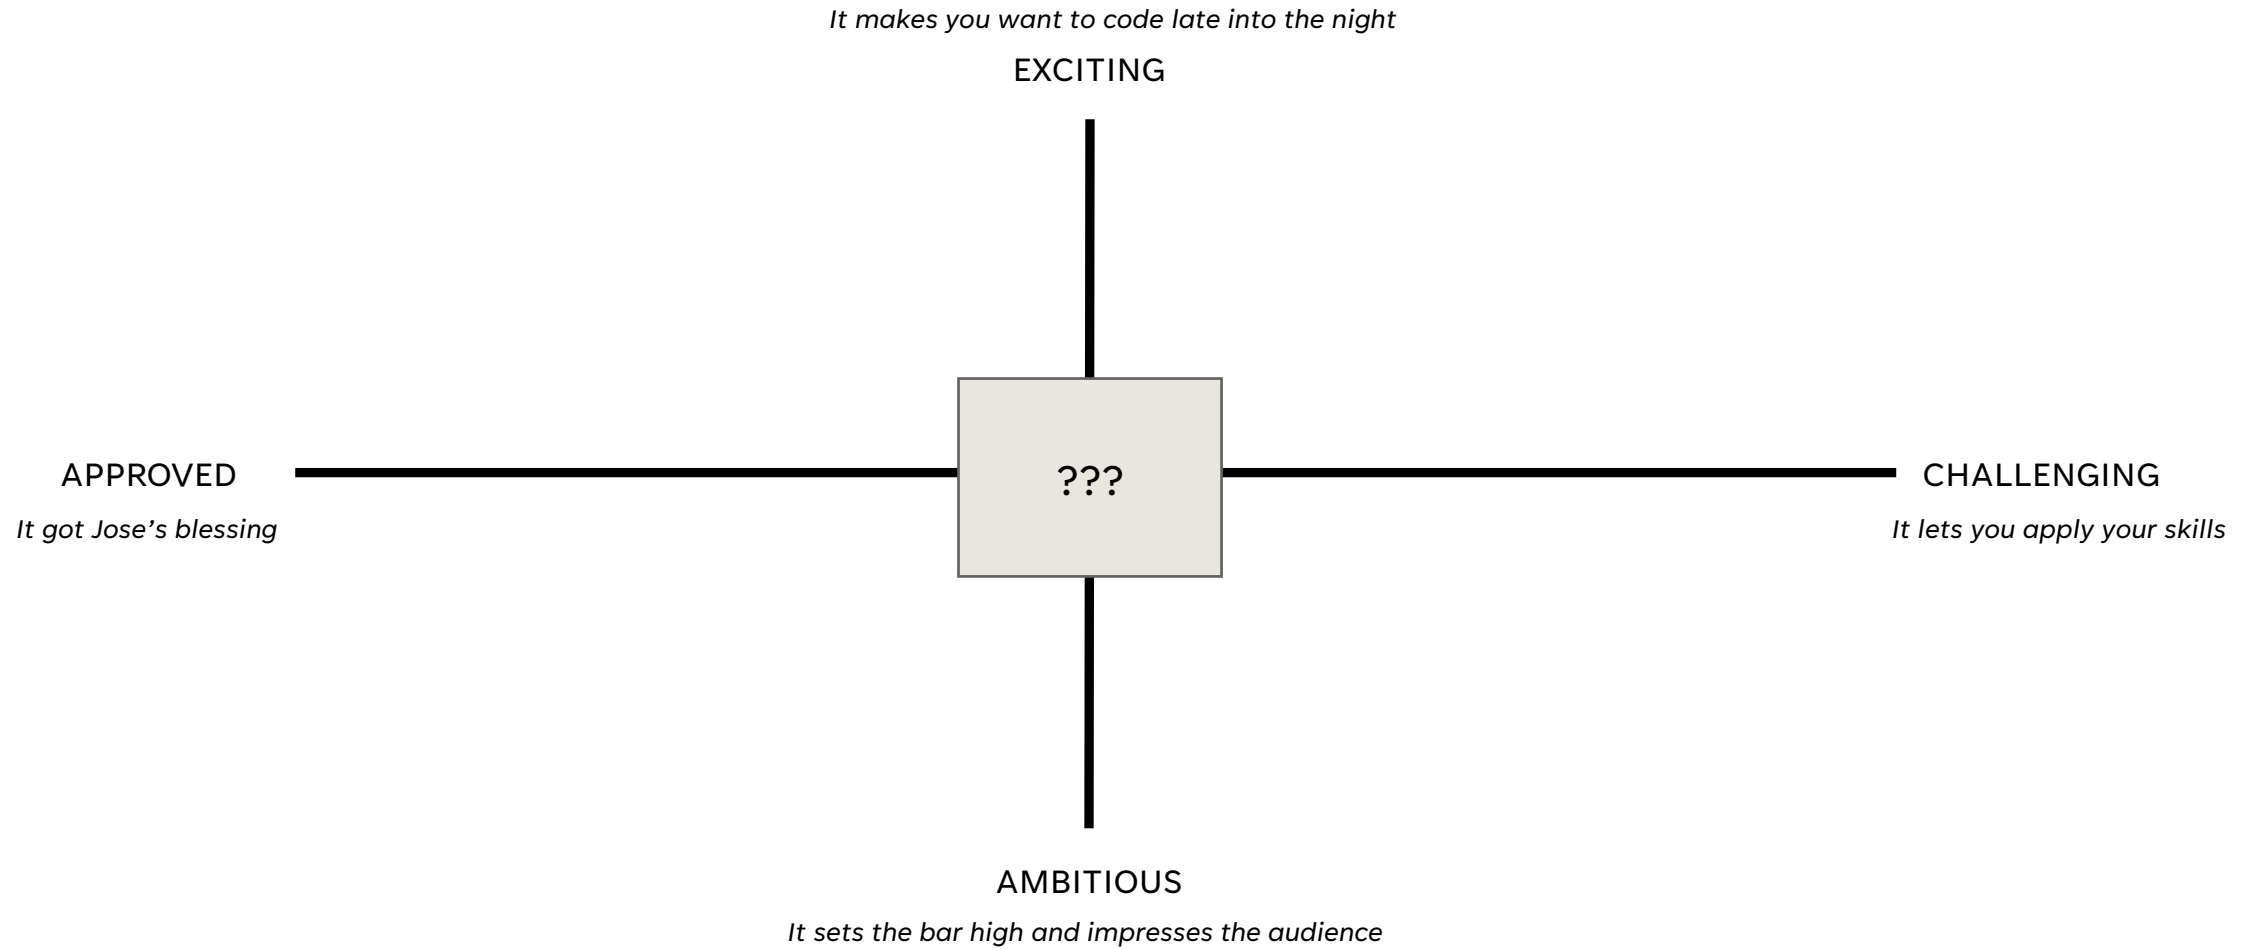 It makes you want to code late into the night
EXCITING
APPROVED
It got Jose’s blessing
???
CHALLENGING
It lets you apply your skills
AMBITIOUS
It sets the bar high and impresses the audience